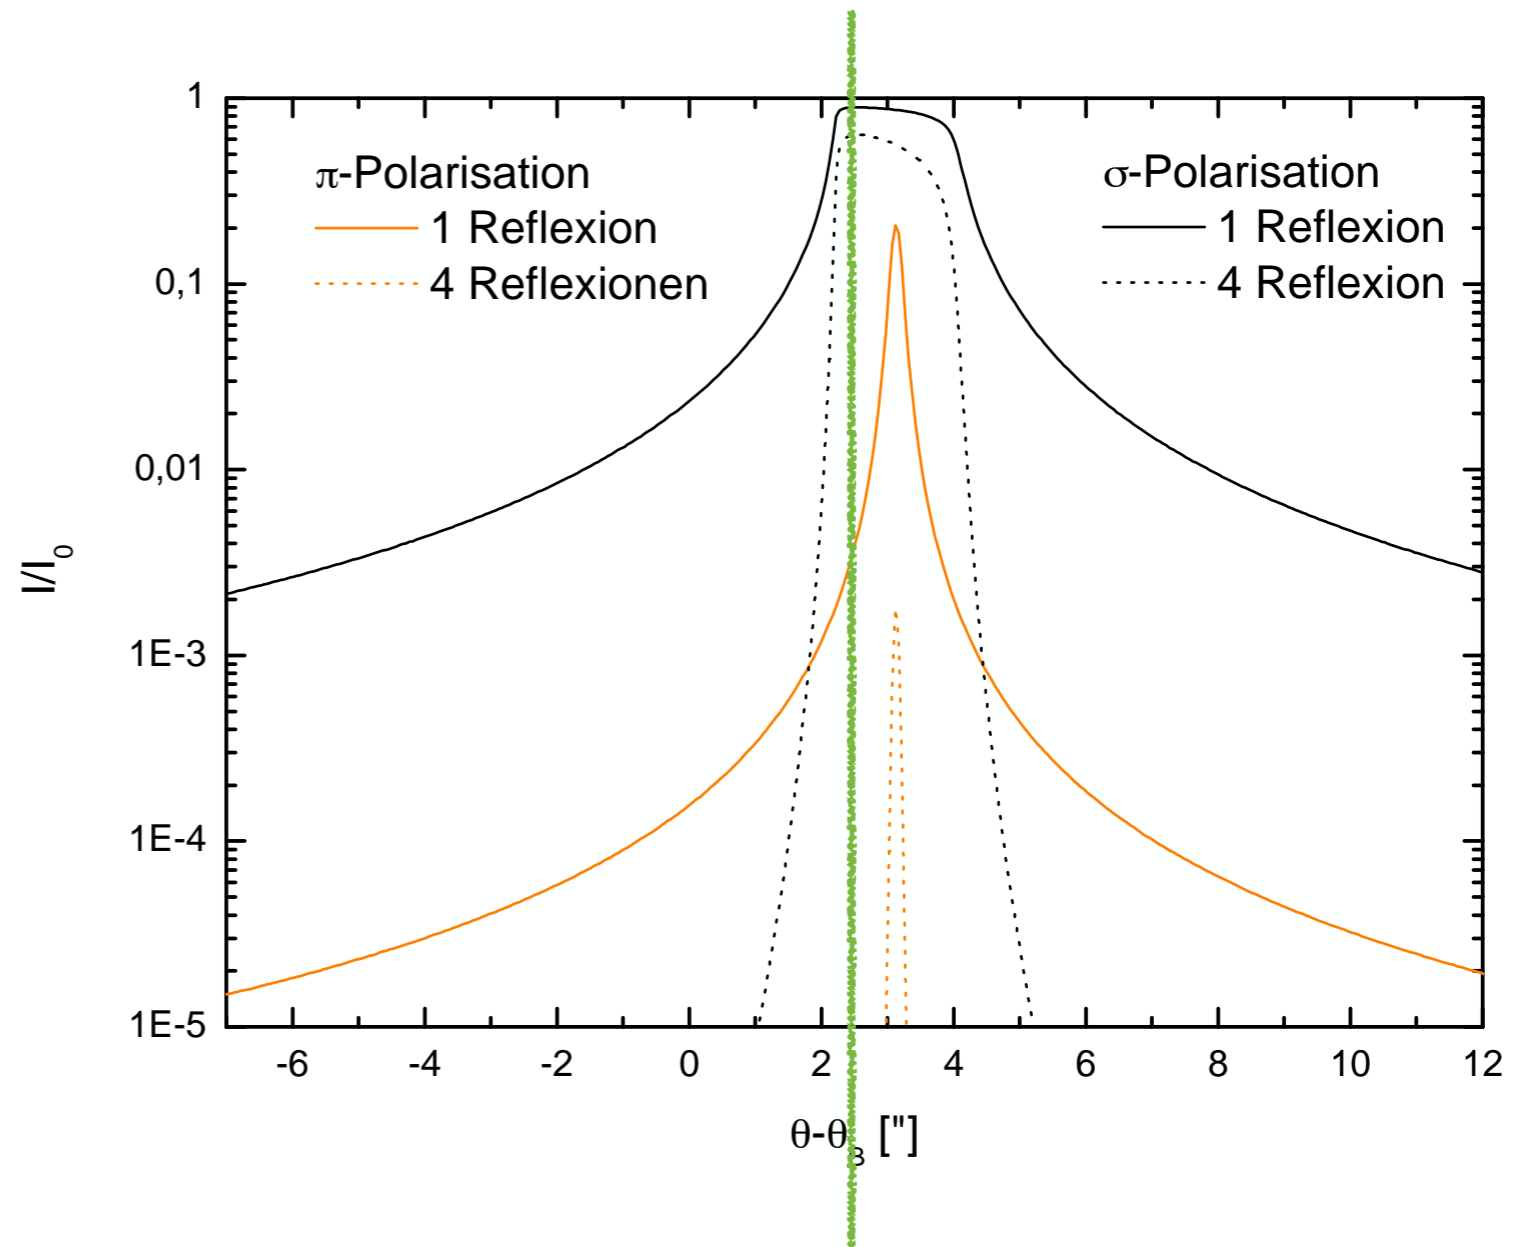 1
0,1
0,01
1E-3
1E-4
1E-5
I/I0
π-Polarisation
1 Reflexion
4 Reflexionen
σ-Polarisation
1 Reflexion
4 Reflexion
-6 -4 -2 0 2 4 6 8 10 12
θ-θB ["]